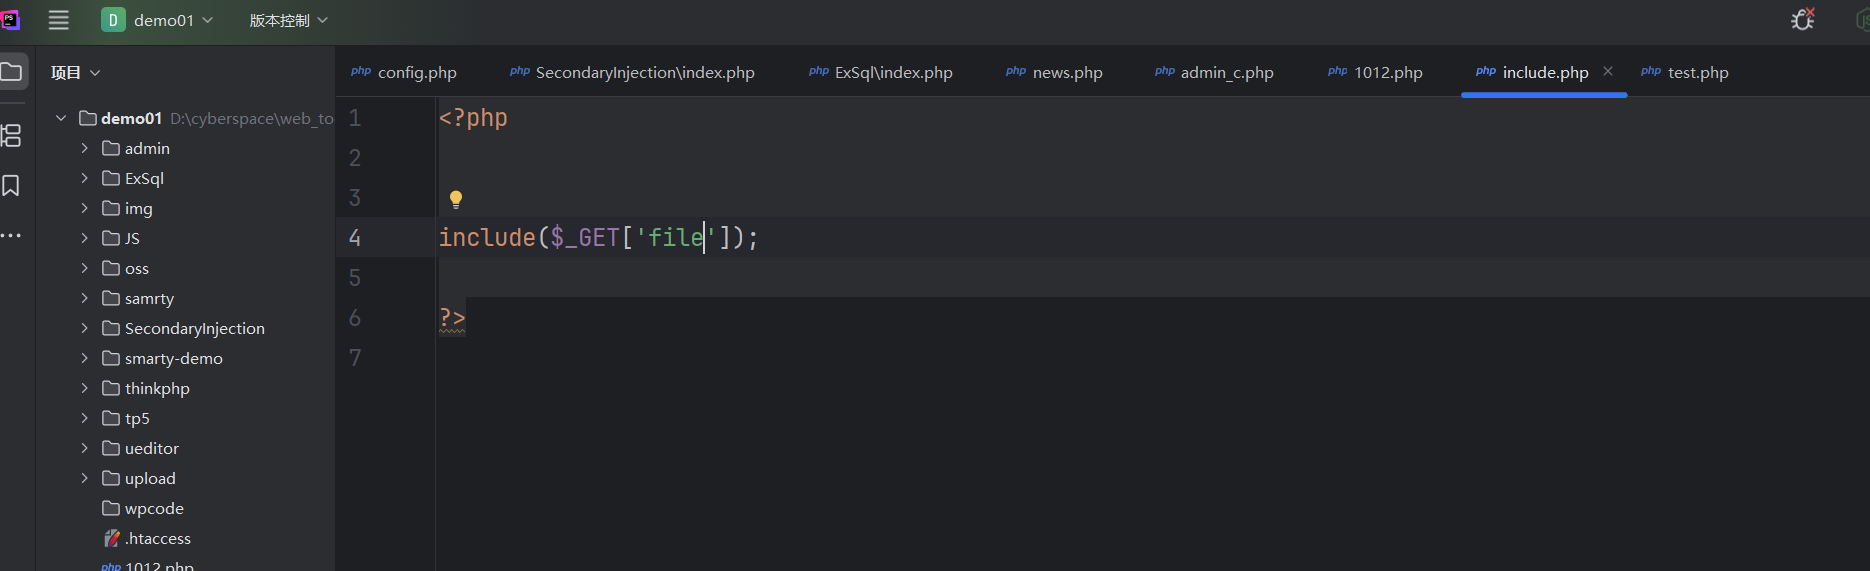 PS
D demo01 版本控制
项目
php config.php php SecondaryInjection\index.php php ExSql\index.php php news.php php admin_c.php php 1012.php php include.php php test.php
demo01 D:\cyberspace\web_to
admin
ExSql
img
JS
oss
samrty
SecondaryInjection
smarty-demo
thinkphp
tp5
ueditor
upload
wpcode
.htaccess
php 1012.php
1 <?php
2
3
4 include($_GET['file']);
5
6 ?>
7